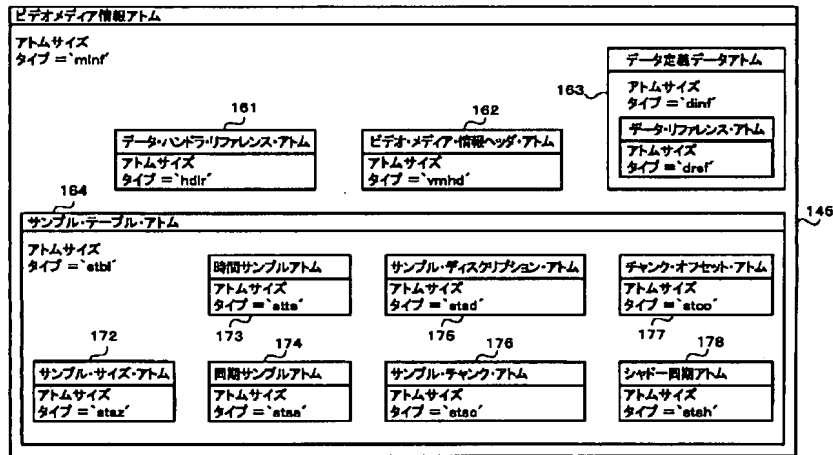 ビデオメディア情報アトム
アトムサイズ
タイプ =`minf´
データ定義データアトム
163
アトムサイズ
タイプ =`dinf´
データ・リファレンス・アトム
アトムサイズ
タイプ =`dref´
161
データ・ハンドラ・リファレンス・アトム
アトムサイズ
タイプ =`hdlr´
162
ビデオ・メディア・情報ヘッダ・アトム
アトムサイズ
タイプ =`vmhd´
164
146
サンプル・テーブル・アトム
アトムサイズ
タイプ =`stbl´
時間サンプルアトム
アトムサイズ
タイプ =`stts´
173
サンプル・ディスクリプション・アトム
アトムサイズ
タイプ =`stsd´
175
チャンク・オフセット・アトム
アトムサイズ
タイプ =`stco´
177
172
サンプル・サイズ・アトム
アトムサイズ
タイプ =`stsz´
174
同期サンプルアトム
アトムサイズ
タイプ =`stss´
176
サンプル・チャンク・アトム
アトムサイズ
タイプ =`stsc´
178
シャドー同期アトム
アトムサイズ
タイプ =`stsh´